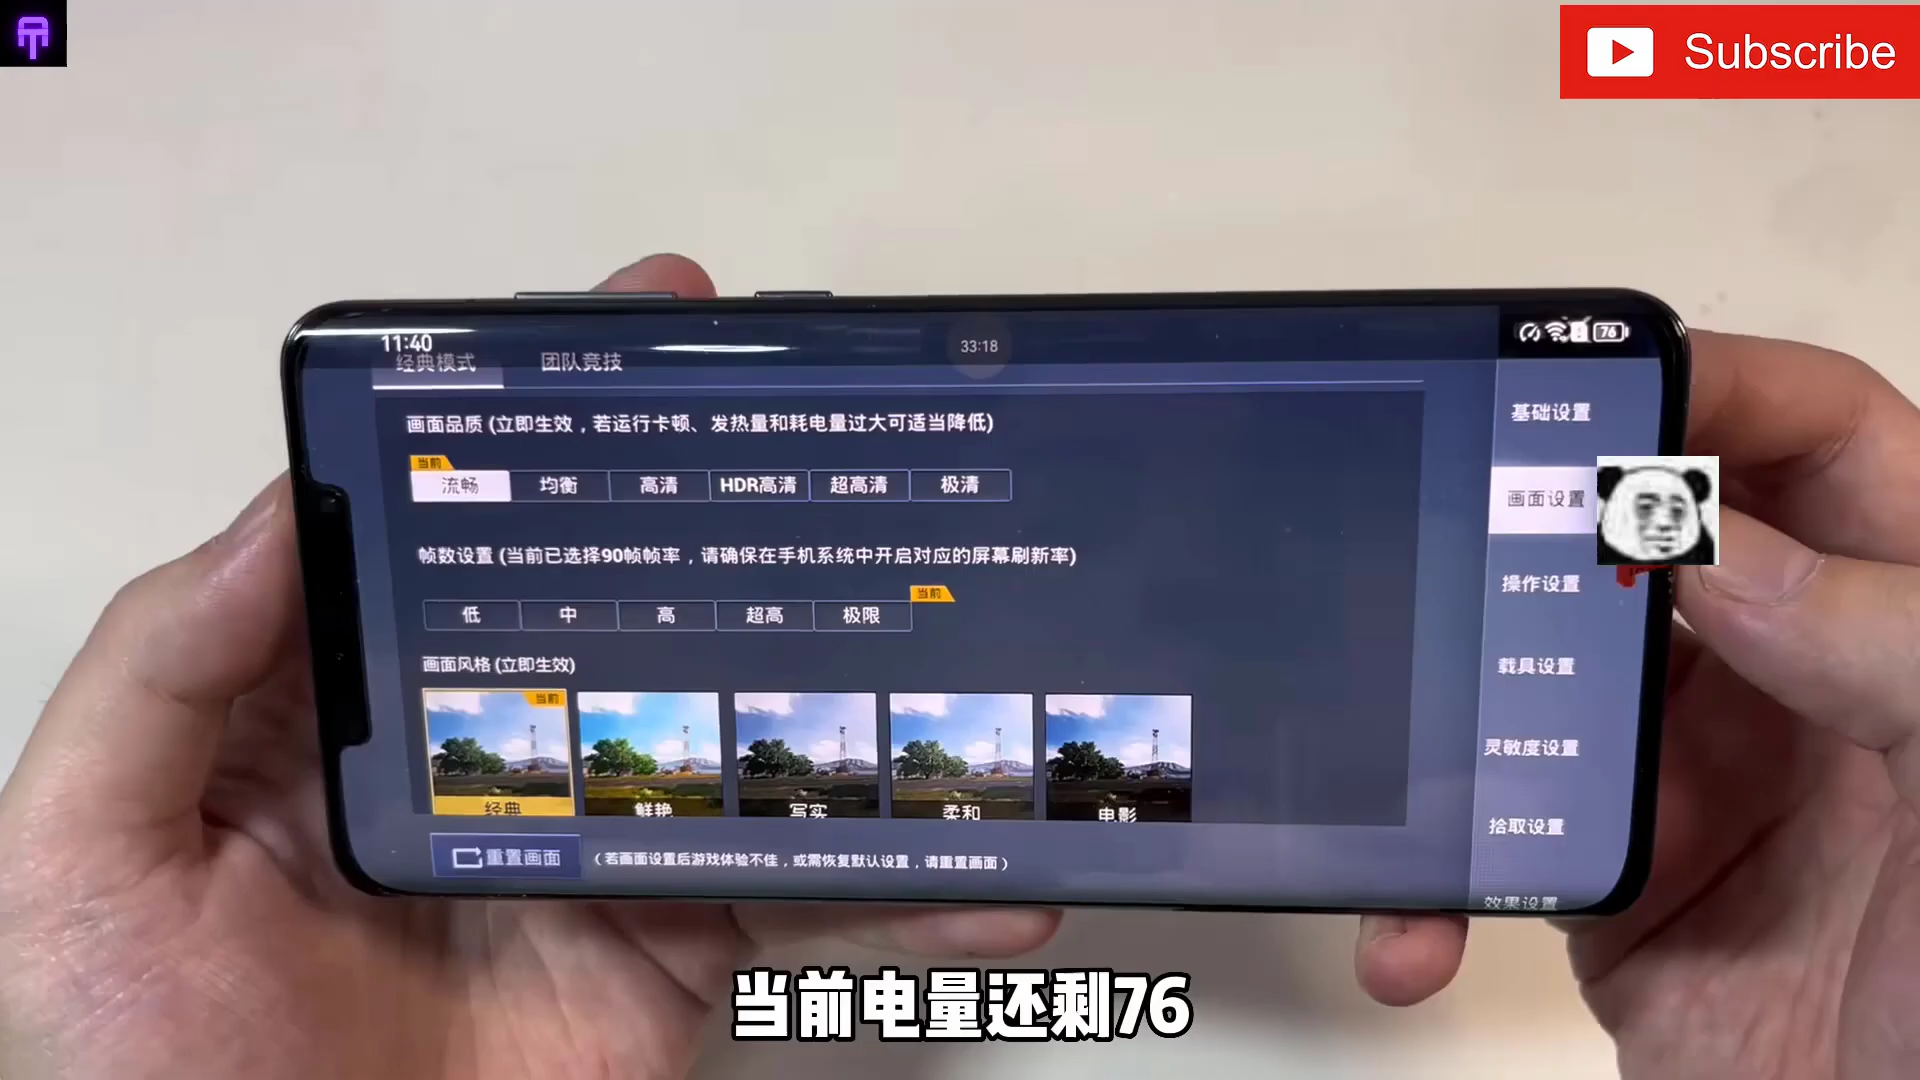 Subscribe
11:40
33:18
76
经典模式
团队竞技
画面品质 (立即生效，若运行卡顿、发热量和耗电量过大可适当降低)
当前
流畅
均衡
高清
HDR高清
超高清
极清
帧数设置 (当前已选择90帧帧率，请确保在手机系统中开启对应的屏幕刷新率)
当前
低
中
高
超高
极限
画面风格 (立即生效)
当前
经典
鲜艳
写实
柔和
电影
重置画面
（若画面设置后游戏体验不佳，或需恢复默认设置，请重置画面）
基础设置
画面设置
操作设置
载具设置
灵敏度设置
拾取设置
效果设置
当前电量还剩76